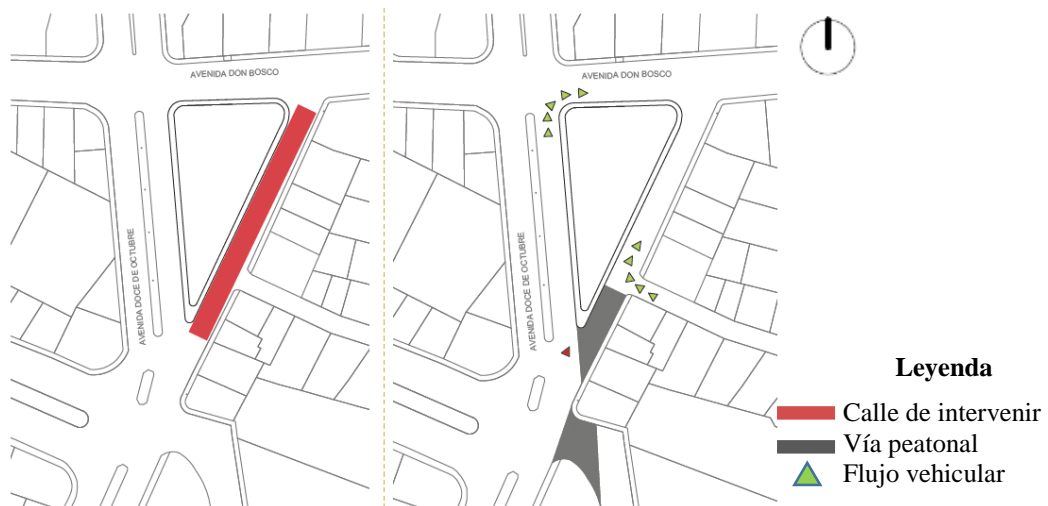 AVENIDA DON BOSCO
AVENIDA DOCE DE OCTUBRE
AVENIDA DON BOSCO
AVENIDA DOCE DE OCTUBRE
Leyenda
Calle de intervenir
Vía peatonal
Flujo vehicular